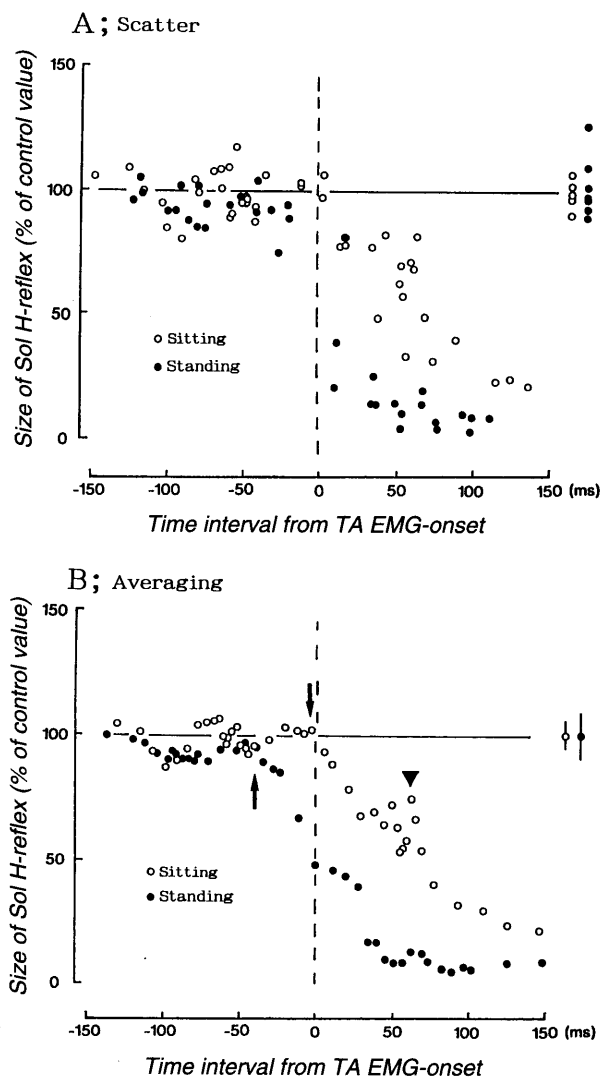 A; Scatter
Size of Sol H-reflex (% of control value)
150
100
50
0
Sitting
Standing
-150 -100 -50 0 50 100 150 (ms)
Time interval from TA EMG-onset
B; Averaging
Size of Sol H-reflex (% of control value)
150
100
50
0
Sitting
Standing
-150 -100 -50 0 50 100 150 (ms)
Time interval from TA EMG-onset